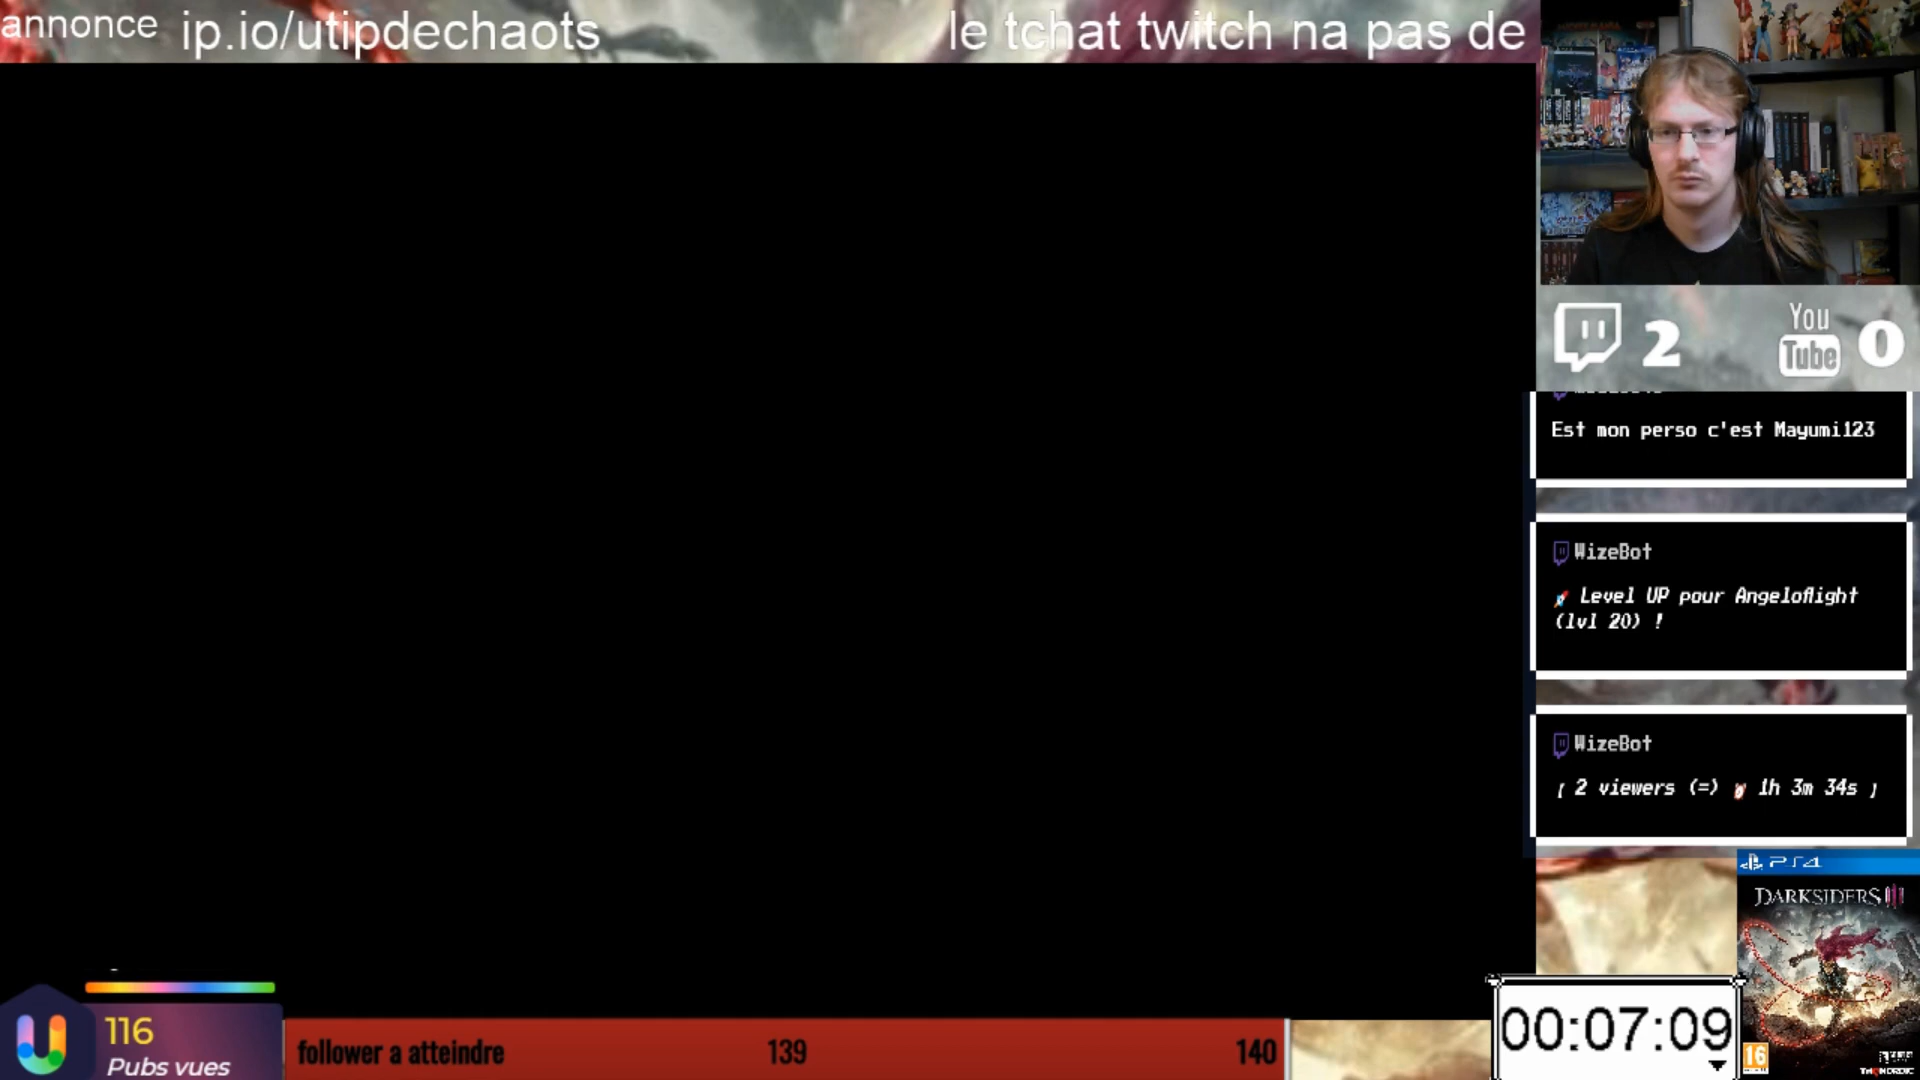 annonce
ip.io/utipdechaots
le tchat twitch na pas de
2
You
Tube
0
Est mon perso c'est Mayumi123
WizeBot
Level UP pour Angeloflight
(lvl 20) !
WizeBot
[ 2 viewers (=) 1h 3m 34s ]
PS4
DARKSIDERS III
16
THQ NORDIC
00:07:09
116
Pubs vues
follower a atteindre
139
140